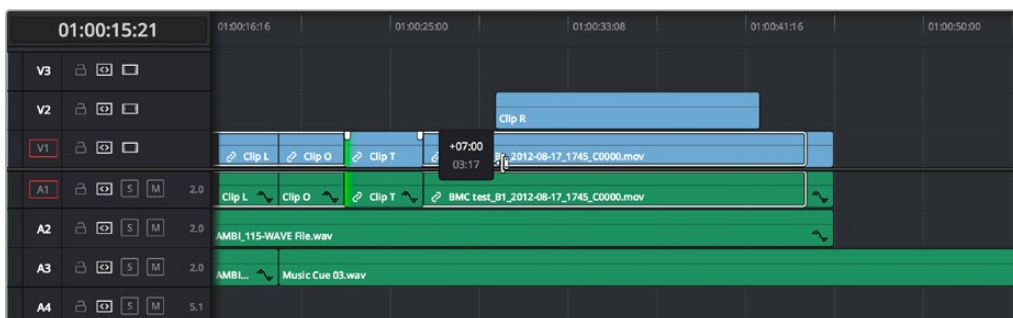 01:00:15:21 01:00:16:16 01:00:25:00 01:00:33:08 01:00:41:16 01:00:50:00
V3
V2 Clip R
V1 Clip L Clip O Clip T +07:00 B1_2012-08-17_1745_C0000.mov
03:17
A1 S M 2.0 Clip L Clip O Clip T BMC test_B1_2012-08-17_1745_C0000.mov
A2 S M 2.0 AMBI_115-WAVE File.wav
A3 S M 2.0 AMBI... Music Cue 03.wav
A4 S M 5.1